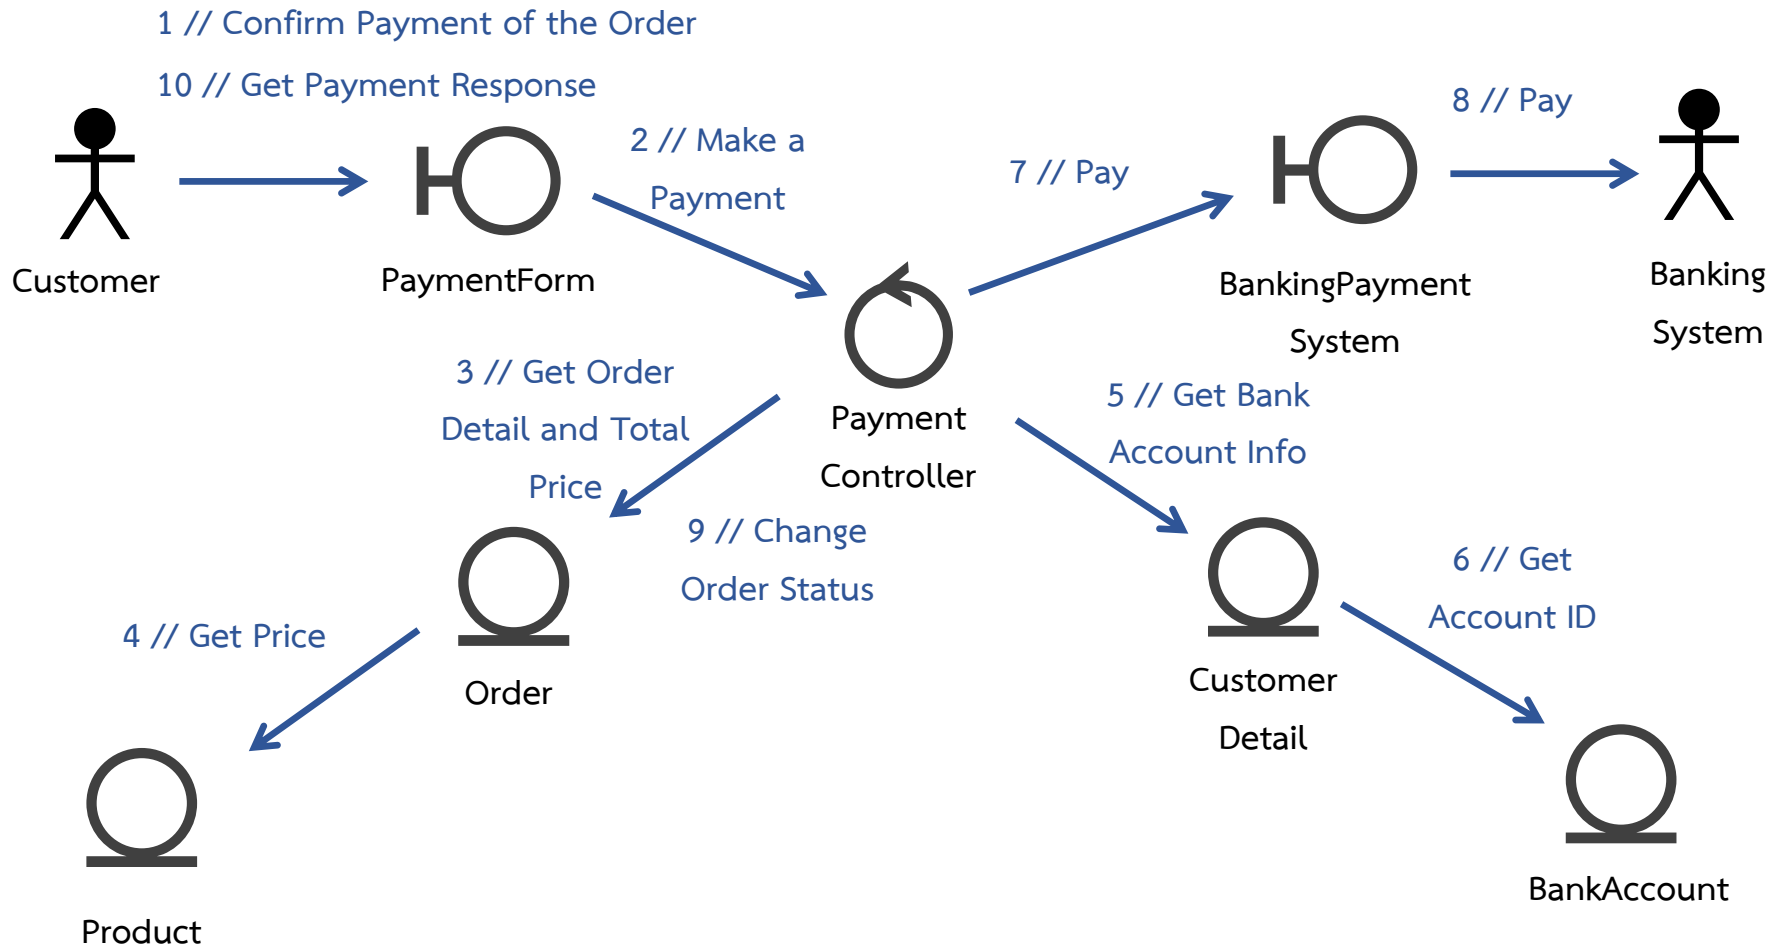 1 // Confirm Payment of the Order
10 // Get Payment Response
Customer
PaymentForm
2 // Make a
Payment
7 // Pay
8 // Pay
BankingPayment
System
Banking
System
Payment
Controller
3 // Get Order
Detail and Total
Price
9 // Change
Order Status
5 // Get Bank
Account Info
4 // Get Price
Order
6 // Get
Account ID
Customer
Detail
Product
BankAccount